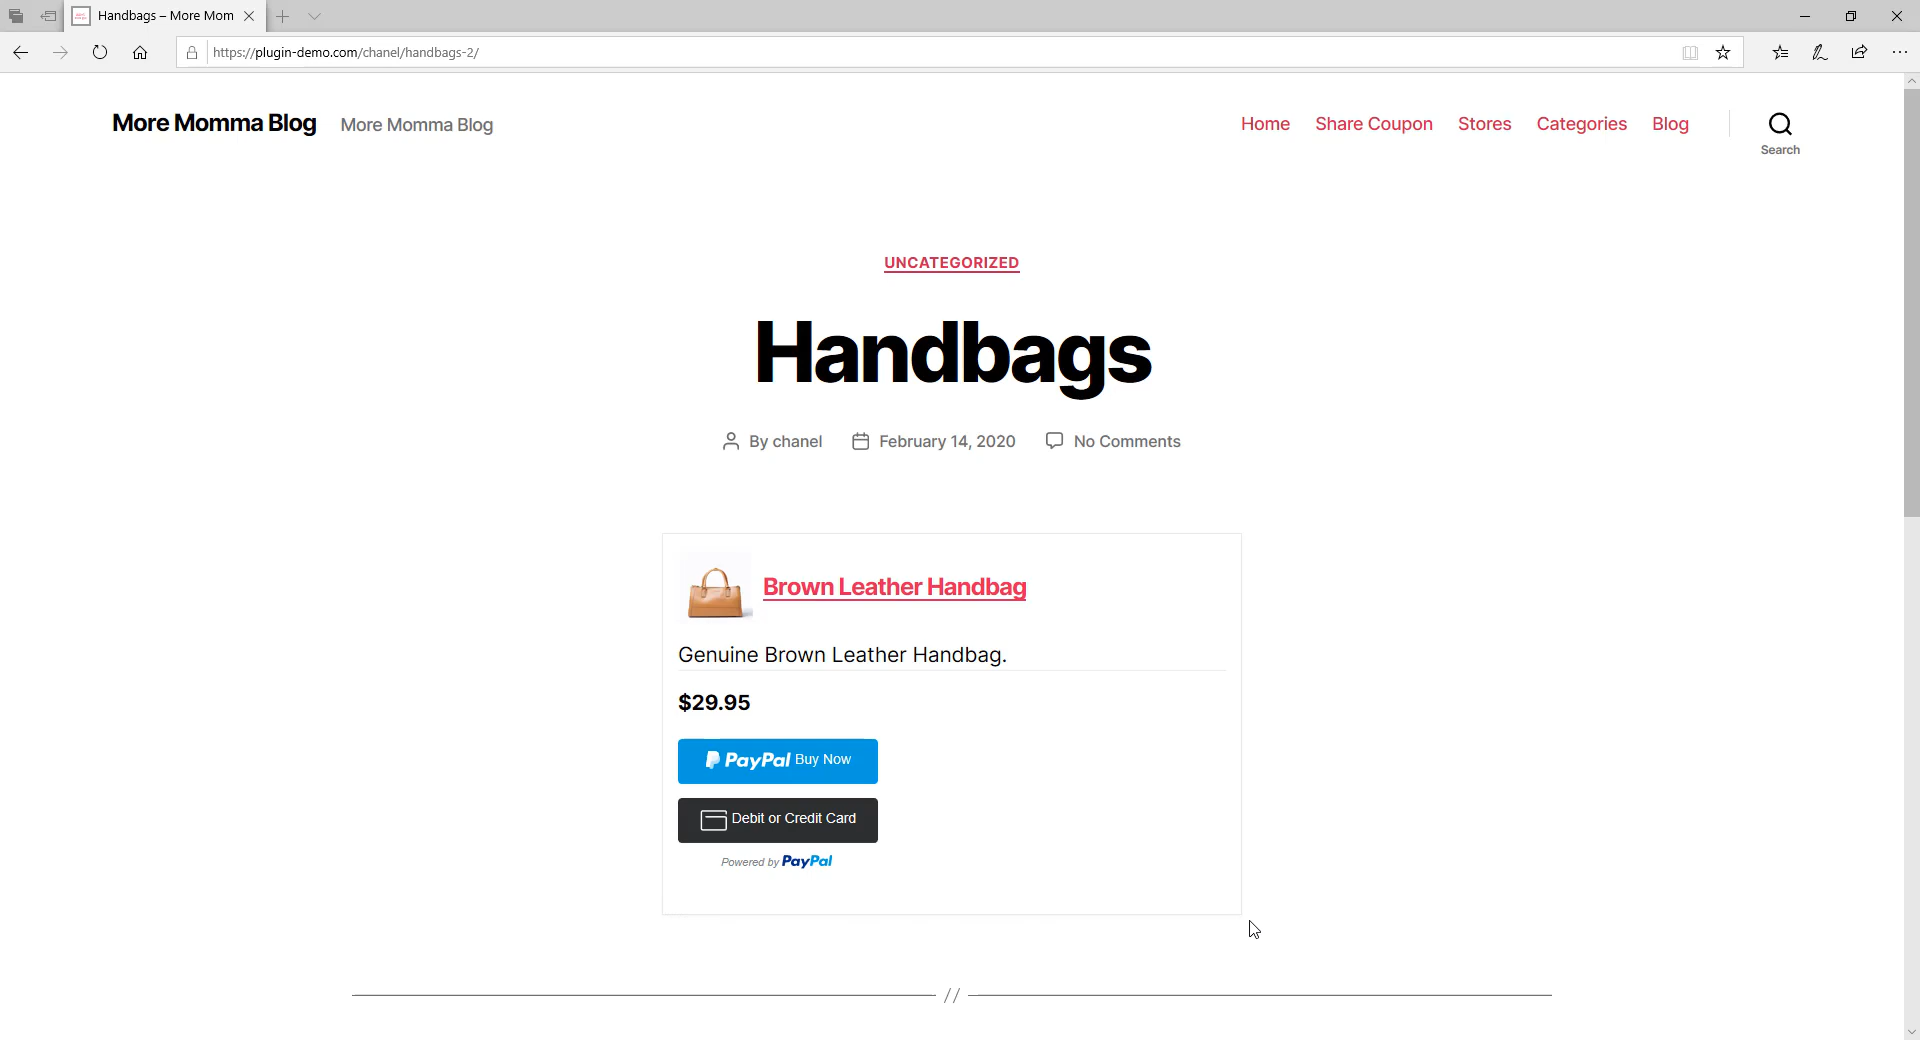 Handbags – More Mom
https://plugin-demo.com/chanel/handbags-2/
More Momma Blog
More Momma Blog
Home
Share Coupon
Stores
Categories
Blog
Search
UNCATEGORIZED
Handbags
By chanel
February 14, 2020
No Comments
Brown Leather Handbag
Genuine Brown Leather Handbag.
$29.95
PayPal Buy Now
Debit or Credit Card
Powered by PayPal
//